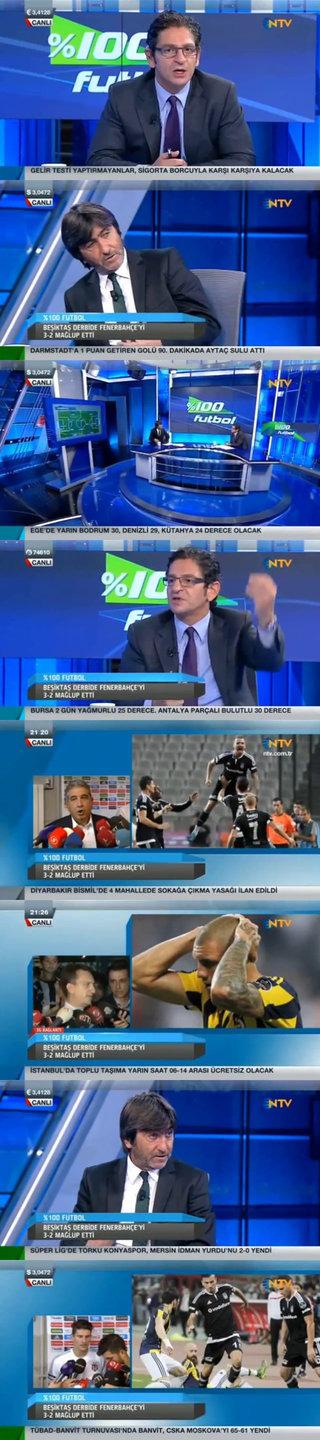 € 3,4128
CANLI
NTV
%100
futbol
GELİR TESTİ YAPTIRMAYANLAR, SİGORTA BORCUYLA KARŞI KARŞIYA KALACAK
$ 3,0472
CANLI
NTV
%100 FUTBOL
BEŞİKTAŞ DERBİDE FENERBAHÇE'Yİ
3-2 MAĞLUP ETTİ
DARMSTADT'A 1 PUAN GETİREN GOLÜ 90. DAKİKADA AYTAÇ SULU ATTI
$ 3,0472
CANLI
NTV
%100
futbol
%100
futbol
EGE'DE YARIN BODRUM 30, DENİZLİ 29, KÜTAHYA 24 DERECE OLACAK
74610
CANLI
NTV
%100
%100 FUTBOL
BEŞİKTAŞ DERBİDE FENERBAHÇE'Yİ
3-2 MAĞLUP ETTİ
BURSA 2 GÜN YAĞMURLU 25 DERECE. ANTALYA PARÇALI BULUTLU 30 DERECE
21:20
CANLI
NTV
ntv.com.tr
%100 FUTBOL
BEŞİKTAŞ DERBİDE FENERBAHÇE'Yİ
3-2 MAĞLUP ETTİ
DİYARBAKIR BİSMİL'DE 4 MAHALLEDE SOKAĞA ÇIKMA YASAĞI İLAN EDİLDİ
21:26
CANLI
NTV
3G BAĞLANTI
%100 FUTBOL
BEŞİKTAŞ DERBİDE FENERBAHÇE'Yİ
3-2 MAĞLUP ETTİ
İSTANBUL'DA TOPLU TAŞIMA YARIN SAAT 06-14 ARASI ÜCRETSİZ OLACAK
€ 3,4128
CANLI
NTV
%100 FUTBOL
BEŞİKTAŞ DERBİDE FENERBAHÇE'Yİ
3-2 MAĞLUP ETTİ
SÜPER LİG'DE TORKU KONYASPOR, MERSİN İDMAN YURDU'NU 2-0 YENDİ
$ 3,0472
CANLI
NTV
vodafone
%100 FUTBOL
BEŞİKTAŞ DERBİDE FENERBAHÇE'Yİ
3-2 MAĞLUP ETTİ
TÜBAD-BANVİT TURNUVASI'NDA BANVİT, CSKA MOSKOVA'YI 65-61 YENDİ